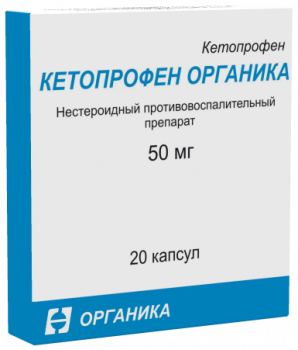 Кетопрофен
КЕТОПРОФЕН ОРГАНИКА
Нестероидный противовоспалительный
препарат
50 мг
20 капсул
ОРГАНИКА